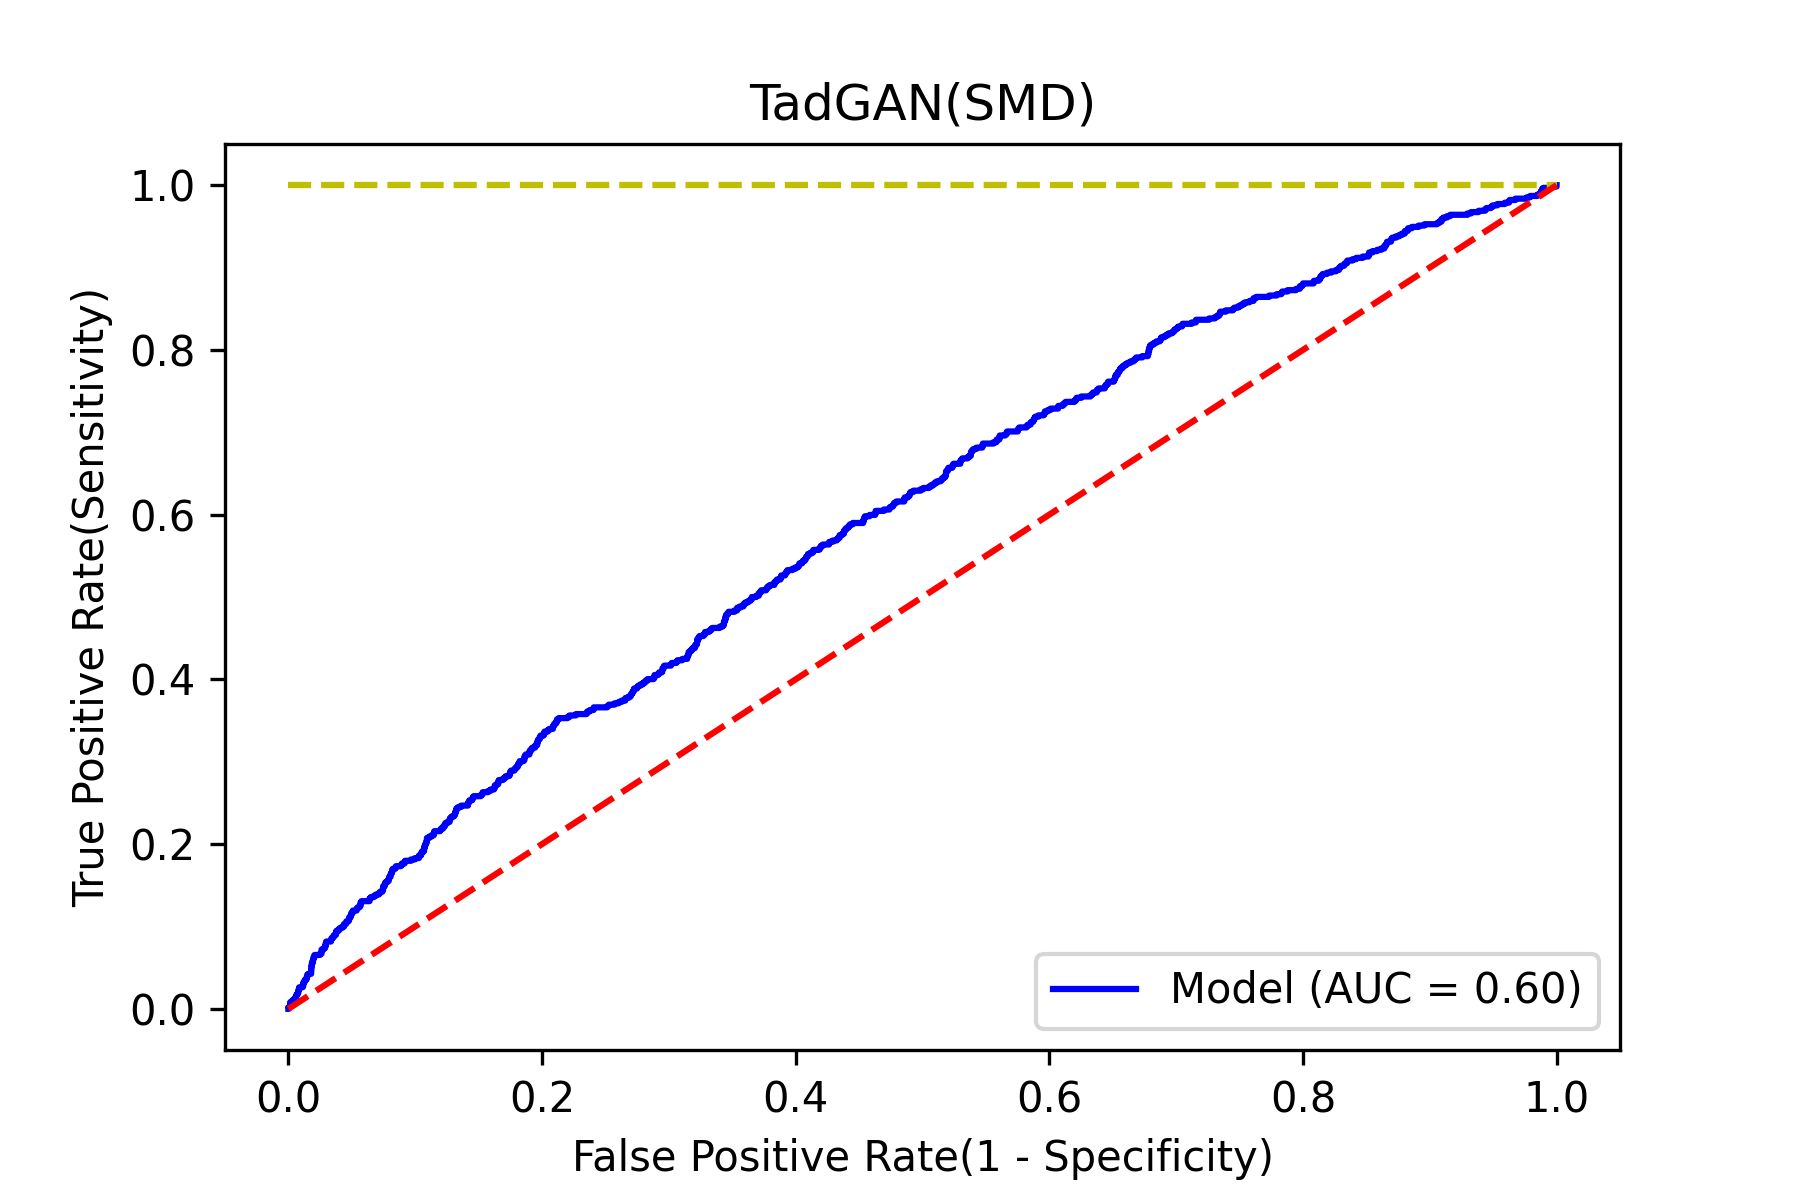 TadGAN(SMD)
1.0
0.8
0.6
0.4
0.2
0.0
True Positive Rate(Sensitivity)
Model (AUC = 0.60)
0.0 0.2 0.4 0.6 0.8 1.0
False Positive Rate(1 - Specificity)